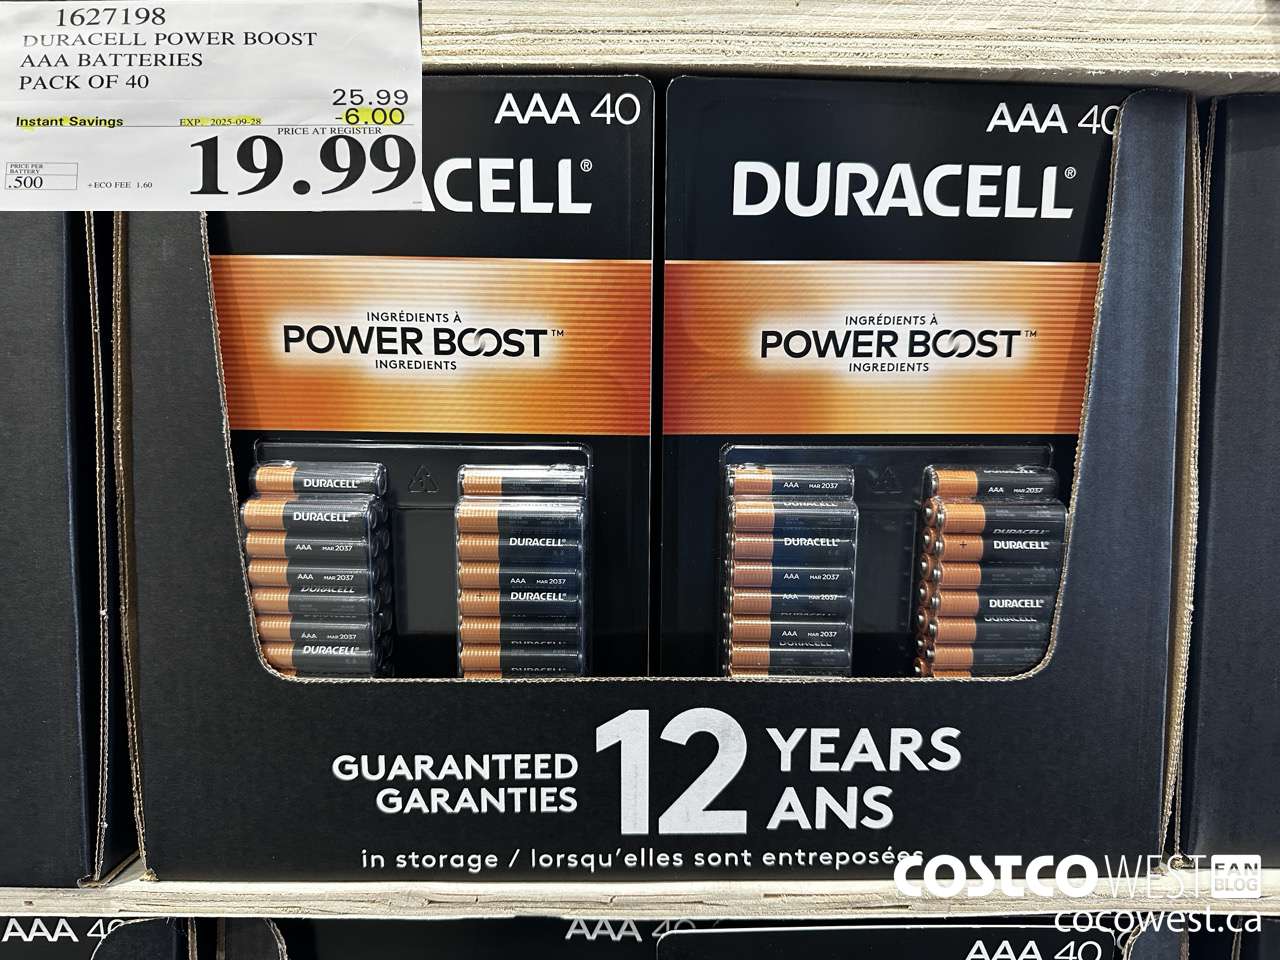 1627198
DURACELL POWER BOOST
AAA BATTERIES
PACK OF 40
25.99
Instant Savings EXP. 2025-09-28 -6.00
PRICE AT REGISTER
19.99
PRICE PER
BATTERY
.500
+ECO FEE 1.60
AAA 40
CELL®
INGRÉDIENTS À
POWER BOOST™
INGREDIENTS
AAA 40
DURACELL®
INGRÉDIENTS À
POWER BOOST™
INGREDIENTS
DURACELL
DURACELL
AAA MAR 2037
AAA MAR 2037
DURACELL
AAA MAR 2037
DURACELL
DURACELL
AAA MAR 2037
DURACELL
AAA MAR 2037
DURACELL
DURACELL
AAA MAR 2037
AAA MAR 2037
AAA MAR 2037
DURACELL
AAA MAR 2037
DURACELL
DURACELL
GUARANTEED
GARANTIES
12
YEARS
ANS
in storage / lorsqu'elles sont entreposées
COSTCO WEST FAN BLOG
cocowest.ca
AAA 40
AAA 40
AAA 40